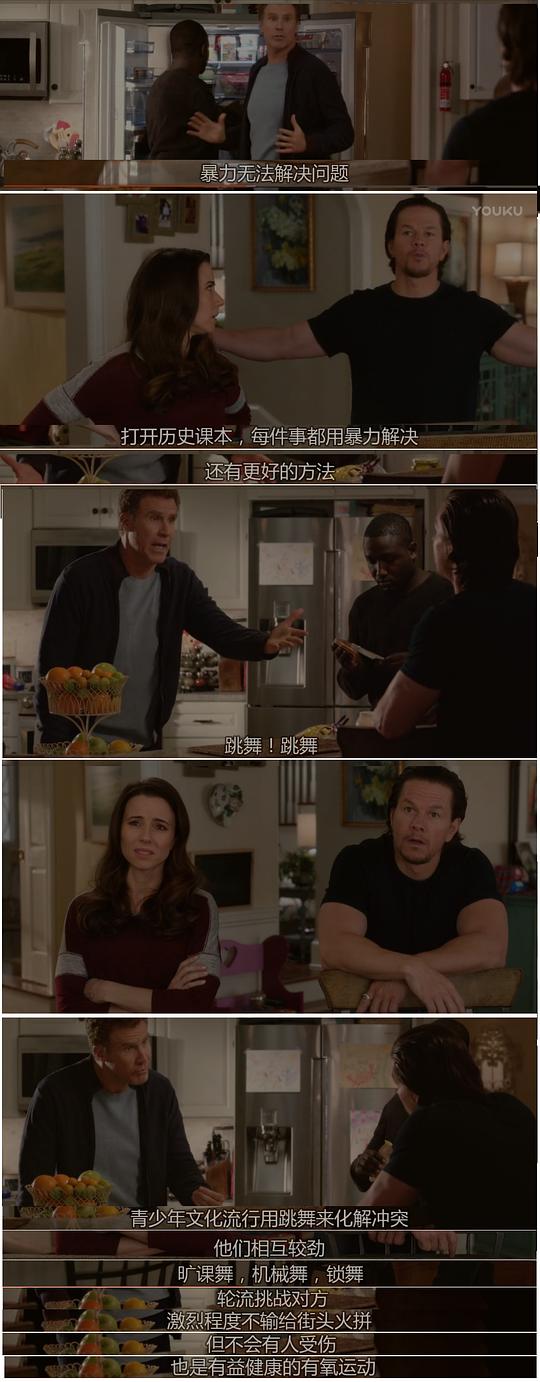 暴力无法解决问题
YOUKU
打开历史课本，每件事都用暴力解决
还有更好的方法
跳舞！跳舞
青少年文化流行用跳舞来化解冲突
他们相互较劲
旷课舞，机械舞，锁舞
轮流挑战对方
激烈程度不输给街头火拼
但不会有人受伤
也是有益健康的有氧运动